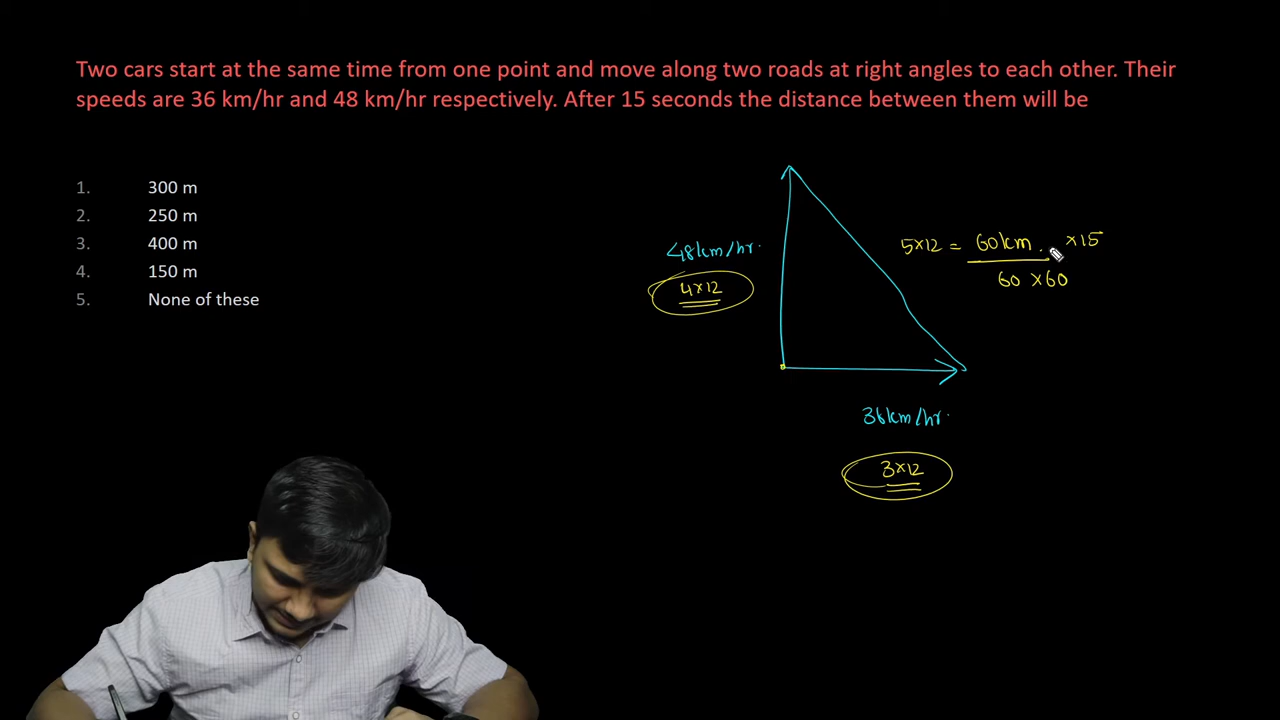 Two cars start at the same time from one point and move along two roads at right angles to each other. Their
speeds are 36 km/hr and 48 km/hr respectively. After 15 seconds the distance between them will be
1. 300 m
2. 250 m
3. 400 m
4. 150 m
5. None of these
48km/hr.
4×12
5×12 = 60km. ×15
60 ×60
36km/hr.
3×12